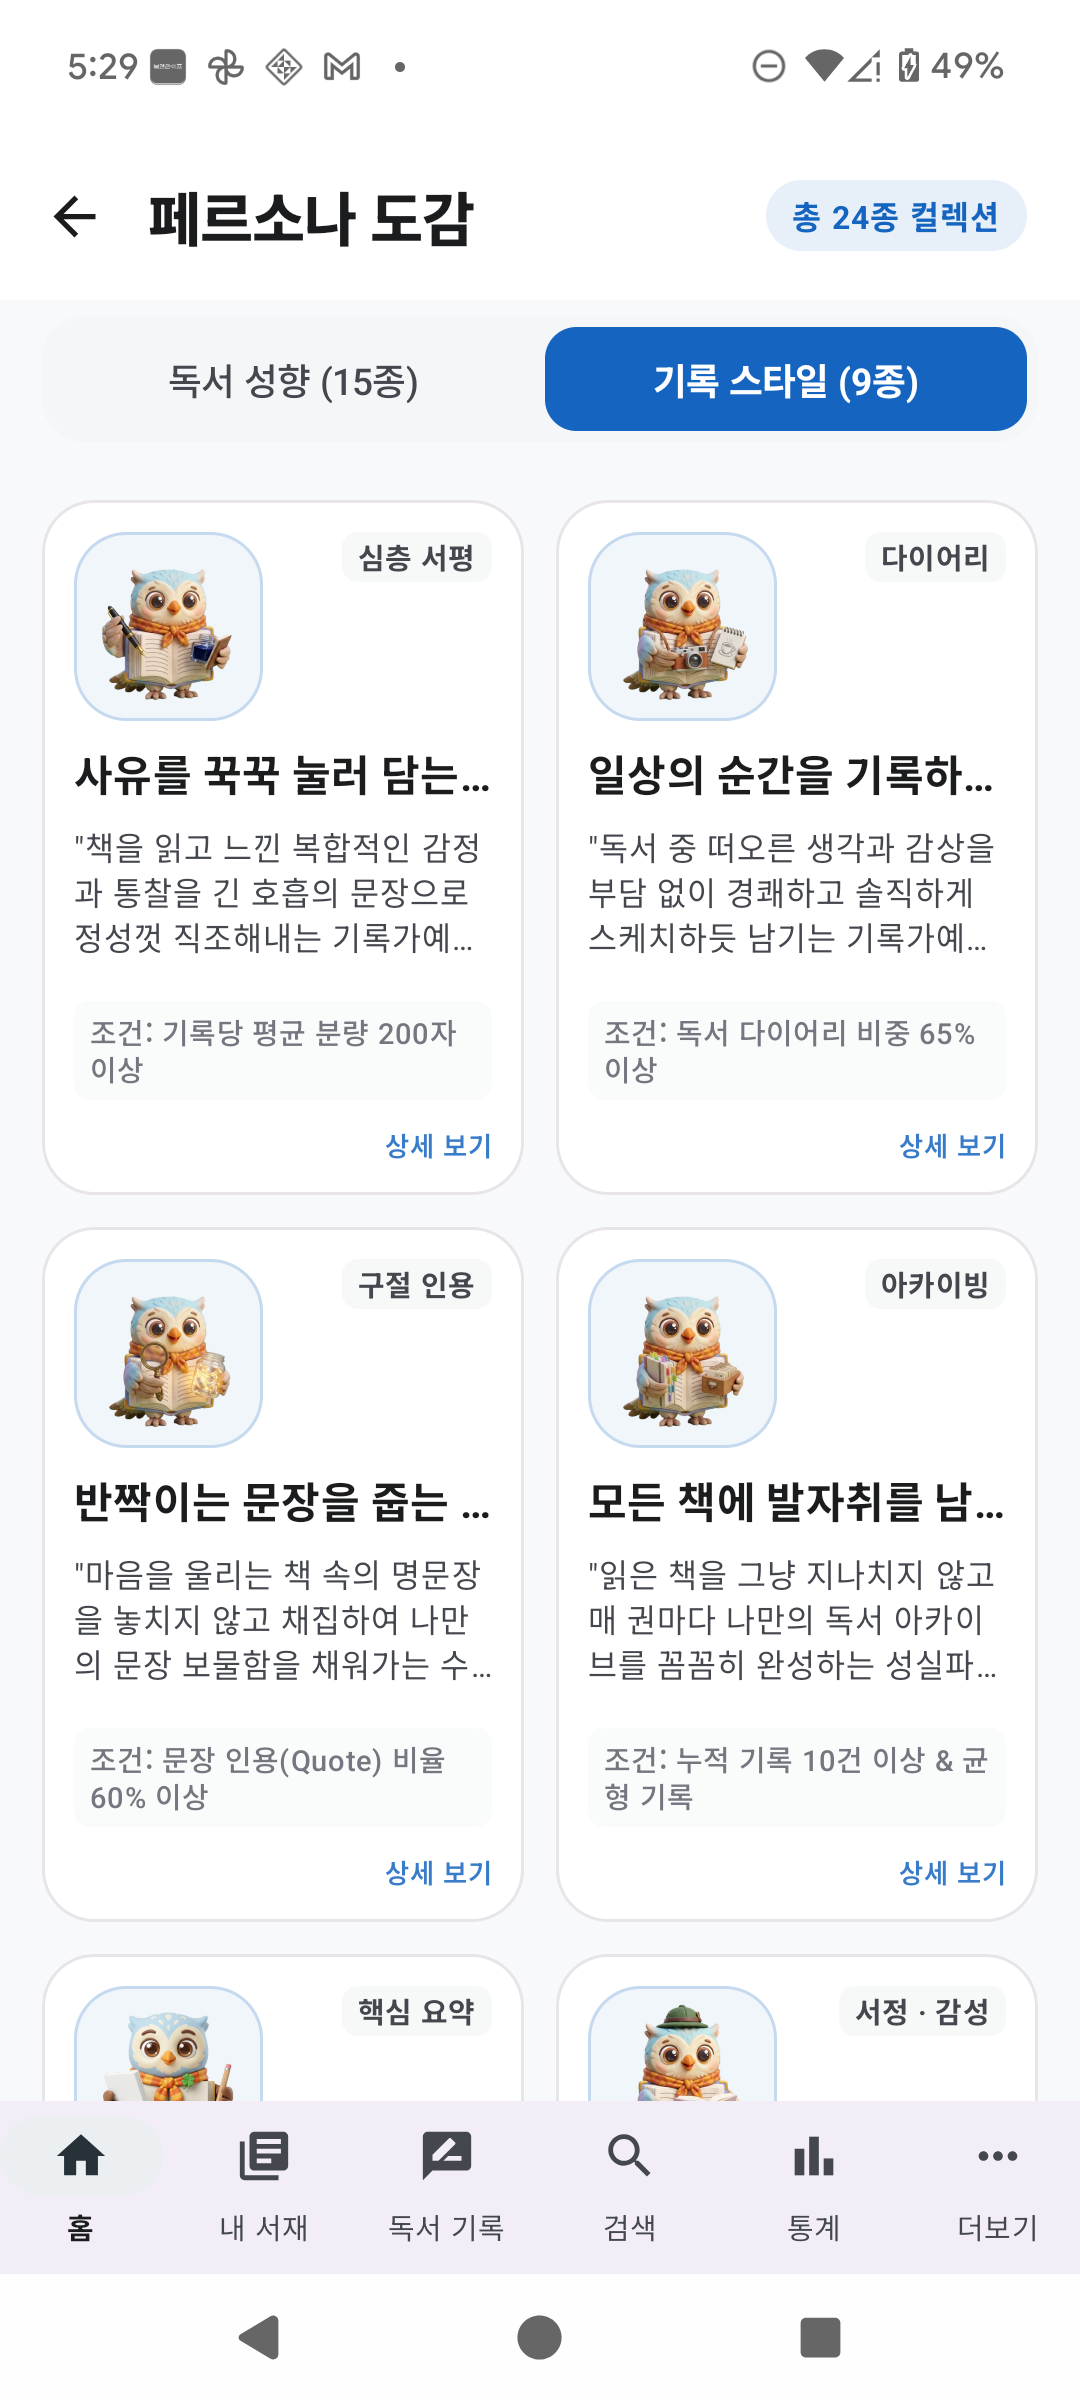 5:29
49%
페르소나 도감
총 24종 컬렉션
독서 성향 (15종)
기록 스타일 (9종)
심층 서평
사유를 꾹꾹 눌러 담는...
"책을 읽고 느낀 복합적인 감정
과 통찰을 긴 호흡의 문장으로
정성껏 직조해내는 기록가예...
조건: 기록당 평균 분량 200자
이상
상세 보기
다이어리
일상의 순간을 기록하...
"독서 중 떠오른 생각과 감상을
부담 없이 경쾌하고 솔직하게
스케치하듯 남기는 기록가예...
조건: 독서 다이어리 비중 65%
이상
상세 보기
구절 인용
반짝이는 문장을 줍는 ...
"마음을 울리는 책 속의 명문장
을 놓치지 않고 채집하여 나만
의 문장 보물함을 채워가는 수...
조건: 문장 인용(Quote) 비율
60% 이상
상세 보기
아카이빙
모든 책에 발자취를 남...
"읽은 책을 그냥 지나치지 않고
매 권마다 나만의 독서 아카이
브를 꼼꼼히 완성하는 성실파...
조건: 누적 기록 10건 이상 & 균
형 기록
상세 보기
핵심 요약
서정 · 감성
홈
내 서재
독서 기록
검색
통계
더보기